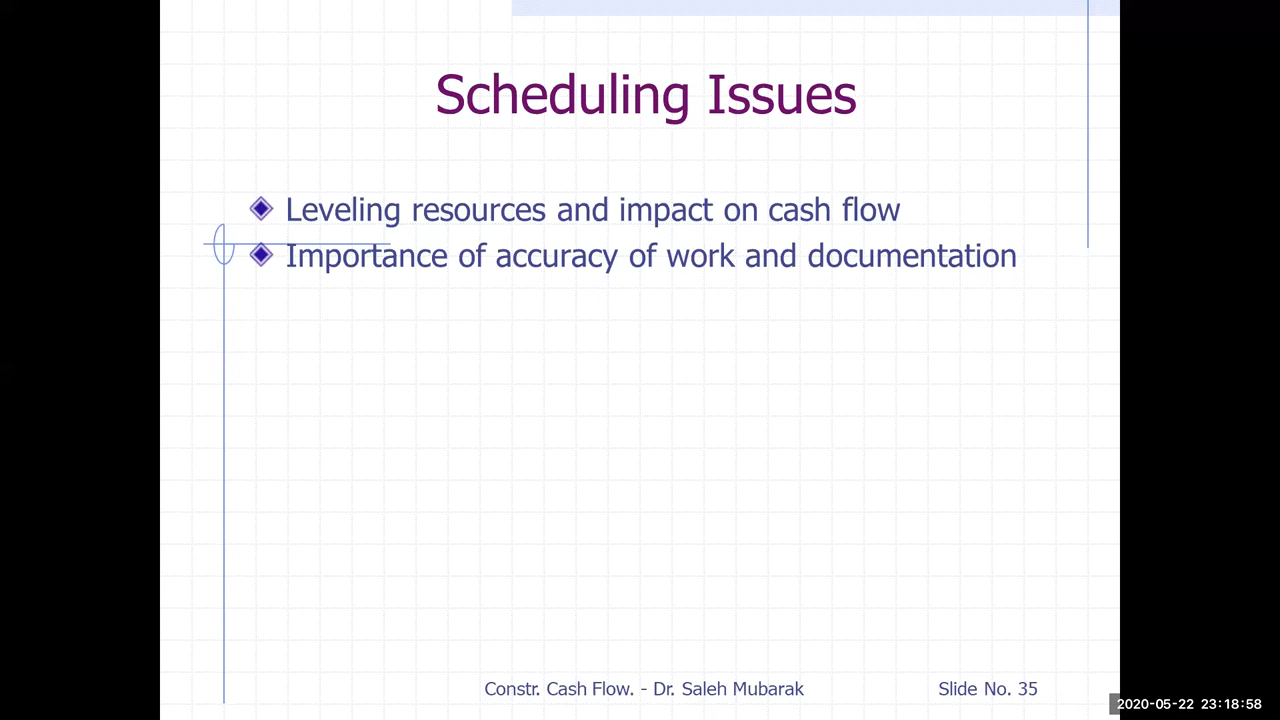 Scheduling Issues
Leveling resources and impact on cash flow
Importance of accuracy of work and documentation
Constr. Cash Flow. - Dr. Saleh Mubarak
Slide No. 35
2020-05-22 23:18:58